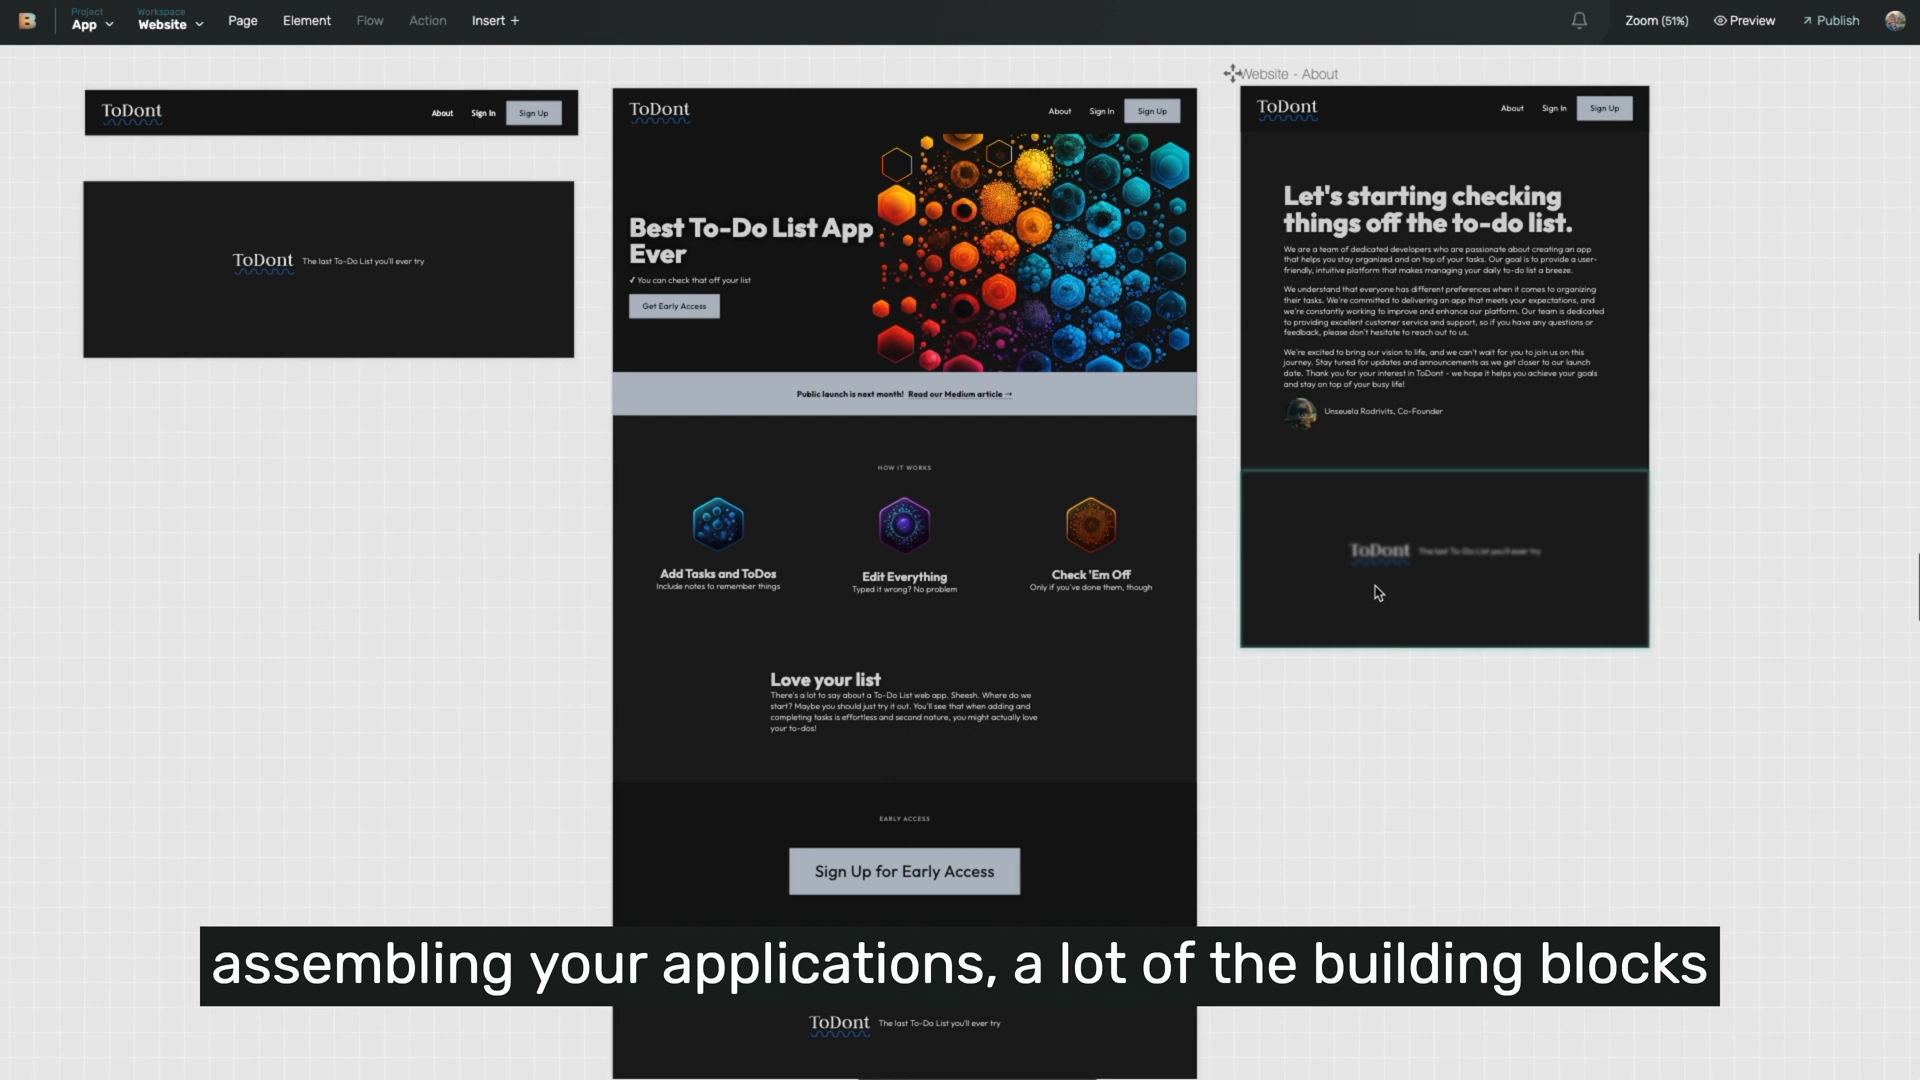 Project
App
Workspace
Website
Page
Element
Flow
Action
Insert +
Zoom (51%)
Preview
Publish
ToDont
About
Sign In
Sign Up
ToDont
The last To-Do List you'll ever try
ToDont
About
Sign In
Sign Up
Best To-Do List App
Ever
✓ You can check that off your list
Get Early Access
Public launch is next month! Read our Medium article →
HOW IT WORKS
Add Tasks and ToDos
Include notes to remember things
Edit Everything
Typed it wrong? No problem
Check 'Em Off
Only if you've done them, though
Love your list
There's a lot to say about a To-Do List web app. Sheesh. Where do we
start? Maybe you should just try it out. You'll see that when adding and
completing tasks is effortless and second nature, you might actually love
your to-dos!
EARLY ACCESS
Sign Up for Early Access
Website - About
ToDont
About
Sign In
Sign Up
Let's starting checking
things off the to-do list.
We are a team of dedicated developers who are passionate about creating an app
that helps you stay organized and on top of your tasks. Our goal is to provide a user-
friendly, intuitive platform that makes managing your daily to-do list a breeze.
We understand that everyone has different preferences when it comes to organizing
their tasks. We're committed to delivering an app that meets your expectations, and
we're constantly working to improve and enhance our platform. Our team is dedicated
to providing excellent customer service and support, so if you have any questions or
feedback, please don't hesitate to reach out to us.
We're excited to bring our vision to life, and we can't wait for you to join us on this
journey. Stay tuned for updates and announcements as we get closer to our launch
date. Thank you for your interest in ToDont - we hope it helps you achieve your goals
and stay on top of your busy life!
Unseuela Rodrivits, Co-Founder
ToDont
The last To-Do List you'll ever try
assembling your applications, a lot of the building blocks
ToDont
The last To-Do List you'll ever try